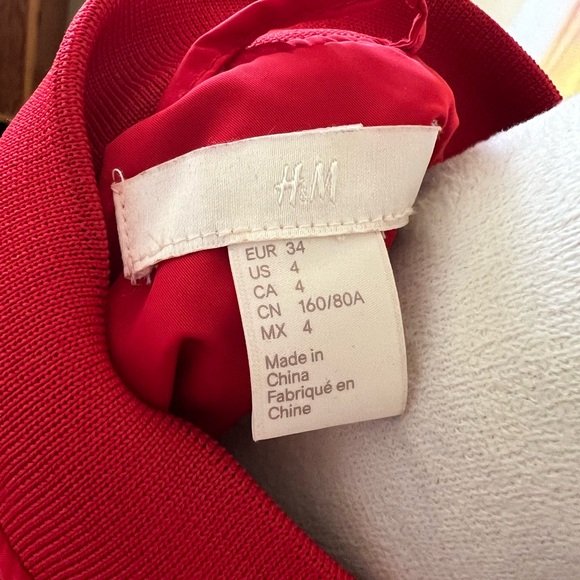 H&M
EUR 34
US 4
CA 4
CN 160/80A
MX 4
Made in
China
Fabriqué en
Chine